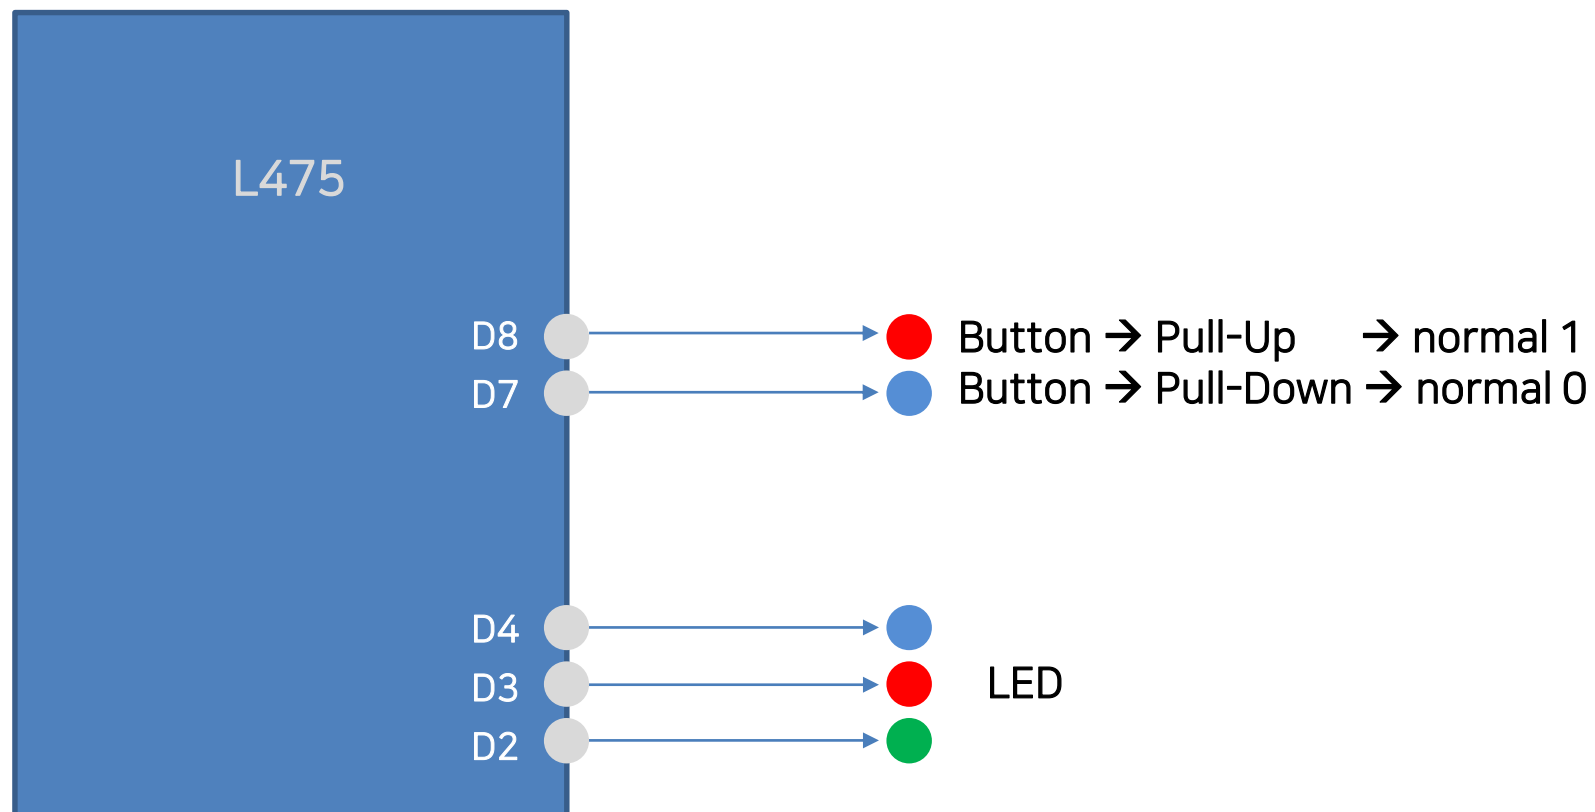 L475
D8 Button → Pull-Up → normal 1
D7 Button → Pull-Down → normal 0
D4
D3 LED
D2